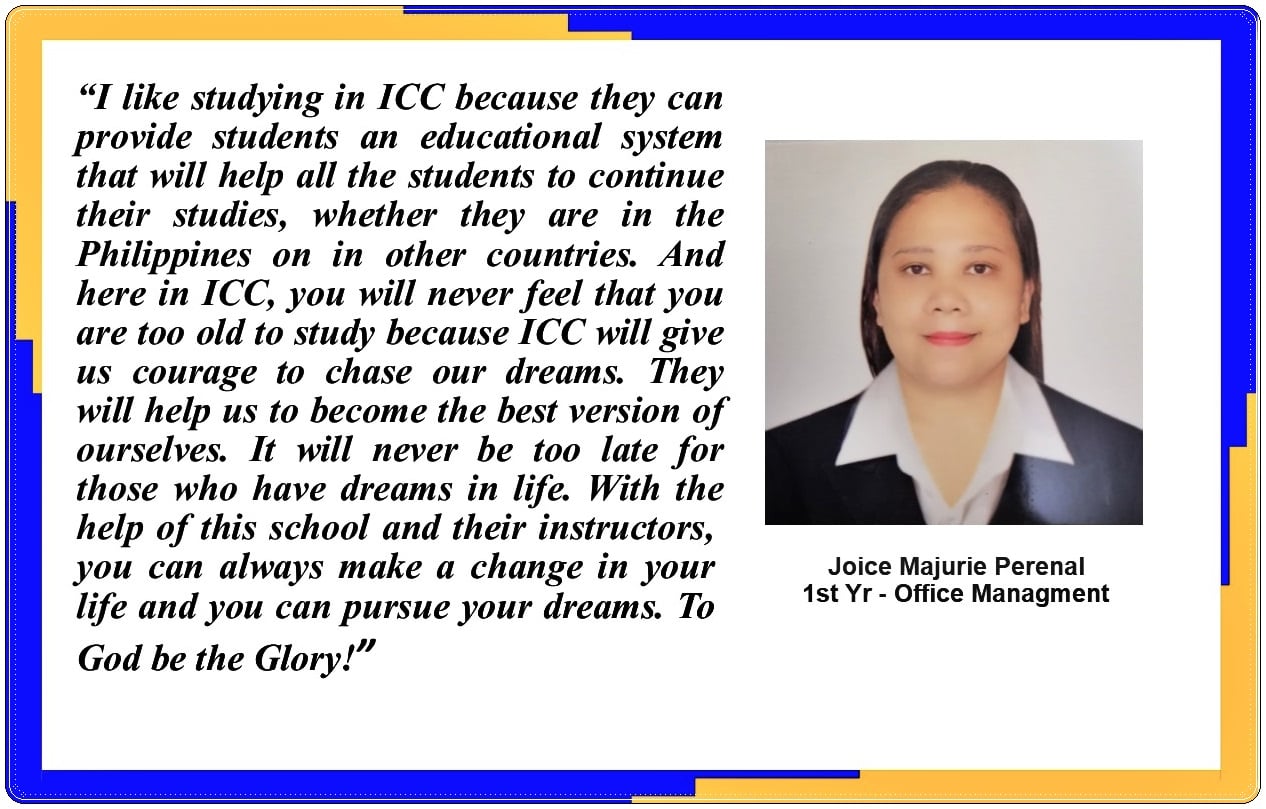 “I like studying in ICC because they can
provide students an educational system
that will help all the students to continue
their studies, whether they are in the
Philippines on in other countries. And
here in ICC, you will never feel that you
are too old to study because ICC will give
us courage to chase our dreams. They
will help us to become the best version of
ourselves. It will never be too late for
those who have dreams in life. With the
help of this school and their instructors,
you can always make a change in your
life and you can pursue your dreams. To
God be the Glory!”
Joice Majurie Perenal
1st Yr - Office Managment